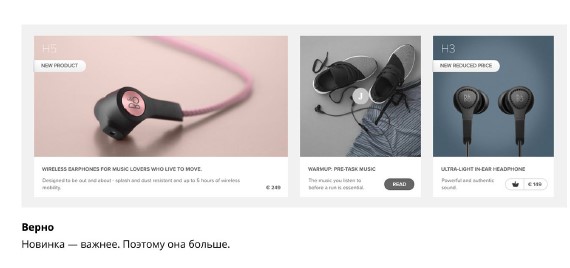 H5
NEW PRODUCT
WIRELESS EARPHONES FOR MUSIC LOVERS WHO LIVE TO MOVE.
Designed to be out and about - splash and dust resistant and up to 5 hours of wireless
mobility.
€ 249
J
WARMUP: PRE-TASK MUSIC
The music you listen to
before a run is essential.
READ
H3
NEW REDUCED PRICE
ULTRA-LIGHT IN-EAR HEADPHONE
Powerful and authentic
sound.
€ 149
Верно
Новинка — важнее. Поэтому она больше.